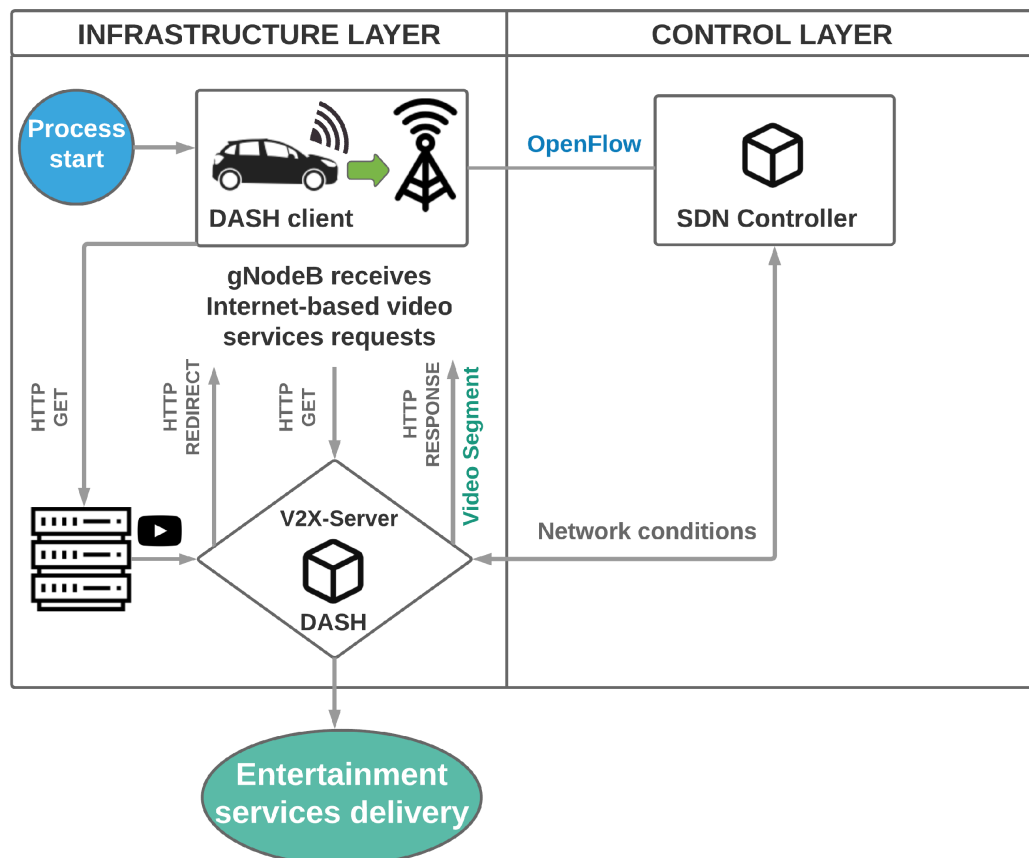 INFRASTRUCTURE LAYER
CONTROL LAYER
Process
start
DASH client
OpenFlow
SDN Controller
gNodeB receives
Internet-based video
services requests
HTTP
GET
HTTP
REDIRECT
HTTP
GET
HTTP
RESPONSE
Video Segment
V2X-Server
DASH
Network conditions
Entertainment
services delivery